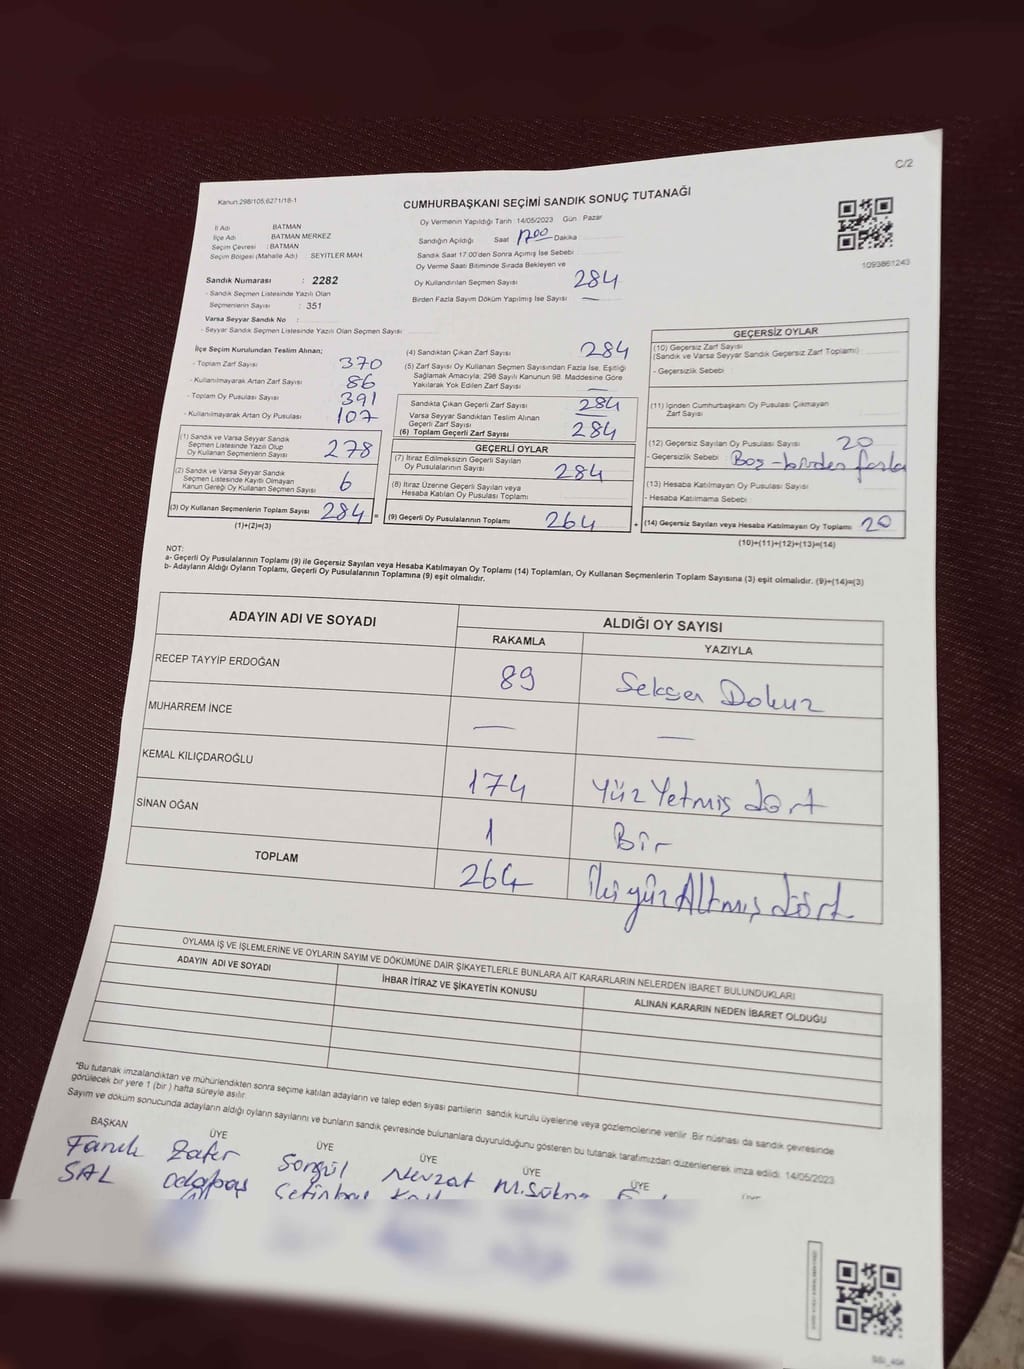 C/2
Kanun:298/105;6271/18-1
CUMHURBAŞKANI SEÇİMİ SANDIK SONUÇ TUTANAĞI
1093861243
İl Adı BATMAN
İlçe Adı BATMAN MERKEZ
Seçim Çevresi : BATMAN
Seçim Bölgesi (Mahalle Adı) : SEYİTLER MAH
Sandık Numarası : 2282
- Sandık Seçmen Listesinde Yazılı Olan
Seçmenlerin Sayısı : 351
Varsa Seyyar Sandık No :
- Seyyar Sandık Seçmen Listesinde Yazılı Olan Seçmen Sayısı
Oy Vermenin Yapıldığı Tarih : 14/05/2023 Gün : Pazar
Sandığın Açıldığı Saat 1700 Dakika
Sandık Saat 17:00'den Sonra Açımış İse Sebebi
Oy Verme Saati Bitiminde Sırada Bekleyen ve
Oy Kullandırılan Seçmen Sayısı 284
Birden Fazla Sayım Döküm Yapılmış İse Sayısı —
İlçe Seçim Kurulundan Teslim Alınan;
- Toplam Zarf Sayısı 370
- Kullanılmayarak Artan Zarf Sayısı 86
- Toplam Oy Pusulası Sayısı 391
- Kullanılmayarak Artan Oy Pusulası 107
(1) Sandık ve Varsa Seyyar Sandık
Seçmen Listesinde Yazılı Olup
Oy Kullanan Seçmenlerin Sayısı 278
(2) Sandık ve Varsa Seyyar Sandık
Seçmen Listesinde Kayıtlı Olmayan
Kanun Gereği Oy Kullanan Seçmen Sayısı 6
(3) Oy Kullanan Seçmenlerin Toplam Sayısı 284 =
(1)+(2)=(3)
(4) Sandıktan Çıkan Zarf Sayısı 284
(5) Zarf Sayısı Oy Kullanan Seçmen Sayısından Fazla İse, Eşitliği
Sağlamak Amacıyla; 298 Sayılı Kanunun 98. Maddesine Göre
Yakılarak Yok Edilen Zarf Sayısı —
Sandıkta Çıkan Geçerli Zarf Sayısı 284
Varsa Seyyar Sandıktan Teslim Alınan
Geçerli Zarf Sayısı
(6) Toplam Geçerli Zarf Sayısı 284
GEÇERLİ OYLAR
(7) İtiraz Edilmeksizin Geçerli Sayılan
Oy Pusulalarının Sayısı 284
(8) İtiraz Üzerine Geçerli Sayılan veya
Hesaba Katılan Oy Pusulası Toplamı
(9) Geçerli Oy Pusulalarının Toplamı 264 +
GEÇERSİZ OYLAR
(10) Geçersiz Zarf Sayısı
(Sandık ve Varsa Seyyar Sandık Geçersiz Zarf Toplamı)
- Geçersizlik Sebebi
(11) İçinden Cumhurbaşkanı Oy Pusulası Çıkmayan
Zarf Sayısı
(12) Geçersiz Sayılan Oy Pusulası Sayısı 20
- Geçersizlik Sebebi Boş-birden fazla
(13) Hesaba Katılmayan Oy Pusulası Sayısı
- Hesaba Katılmama Sebebi
(14) Geçersiz Sayılan veya Hesaba Katılmayan Oy Toplamı 20
(10)+(11)+(12)+(13)=(14)
NOT:
a- Geçerli Oy Pusulalarının Toplamı (9) ile Geçersiz Sayılan veya Hesaba Katılmayan Oy Toplamı (14) Toplamları, Oy Kullanan Seçmenlerin Toplam Sayısına (3) eşit olmalıdır. (9)+(14)=(3)
b- Adayların Aldığı Oyların Toplamı, Geçerli Oy Pusulalarının Toplamına (9) eşit olmalıdır.
ADAYIN ADI VE SOYADI ALDIĞI OY SAYISI
RAKAMLA YAZIYLA
RECEP TAYYİP ERDOĞAN 89 Seksen Dokuz
MUHARREM İNCE — —
KEMAL KILIÇDAROĞLU 174 Yüz Yetmiş dört
SİNAN OĞAN 1 Bir
TOPLAM 264 İki yüz Altmış dört
OYLAMA İŞ VE İŞLEMLERİNE VE OYLARIN SAYIM VE DÖKÜMÜNE DAİR ŞİKAYETLERLE BUNLARA AİT KARARLARIN NELERDEN İBARET BULUNDUKLARI
ADAYIN ADI VE SOYADI İHBAR İTİRAZ VE ŞİKAYETİN KONUSU ALINAN KARARIN NEDEN İBARET OLDUĞU
"Bu tutanak imzalandıktan ve mühürlendikten sonra seçime katılan adayların ve talep eden siyasi partilerin sandık kurulu üyelerine veya gözlemcilerine verilir. Bir nüshası da sandık çevresinde
görülecek bir yere 1 (bir) hafta süreyle asılır.
Sayım ve döküm sonucunda adayların aldığı oyların sayılarını ve bunların sandık çevresinde bulunanlara duyurulduğunu gösteren bu tutanak tarafımızdan düzenlenerek imza edildi. 14/05/2023
BAŞKAN ÜYE ÜYE ÜYE ÜYE ÜYE
Faruk Zafer Songül Nevzat M.Sökme
SAL Odabaş Çetinbaş